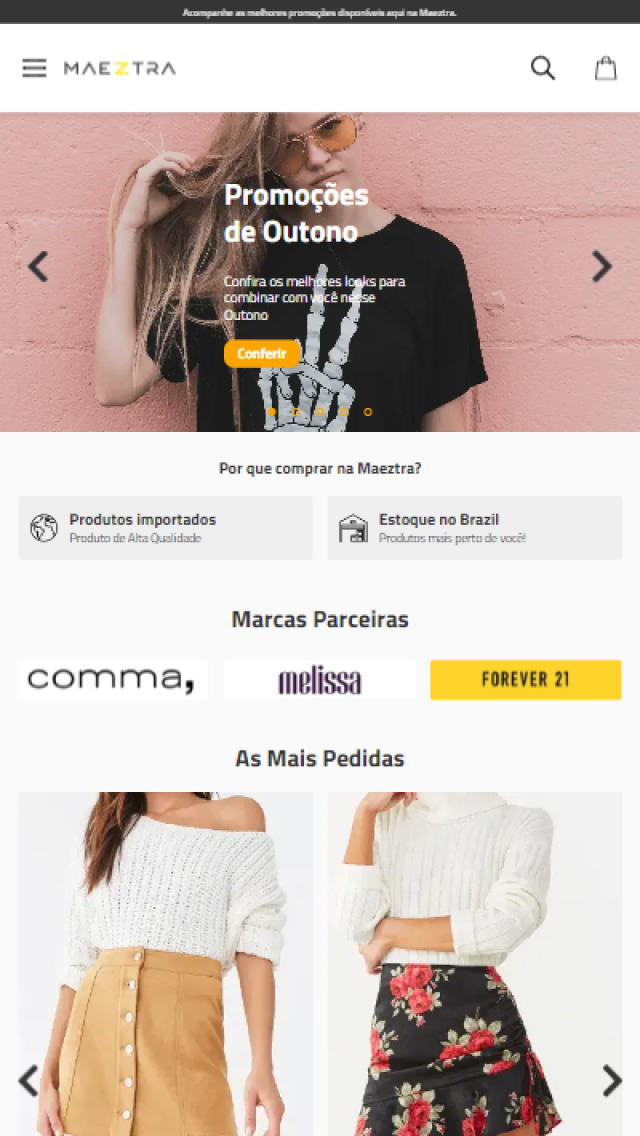 Acompanhe as melhores promoções disponíveis aqui na Maeztra.
MAEZTRA
Promoções
de Outono
Confira os melhores looks para
combinar com você nesse
Outono
Conferir
Por que comprar na Maeztra?
Produtos importados
Produto de Alta Qualidade
Estoque no Brazil
Produtos mais perto de você!
Marcas Parceiras
comma,
melissa
FOREVER 21
As Mais Pedidas